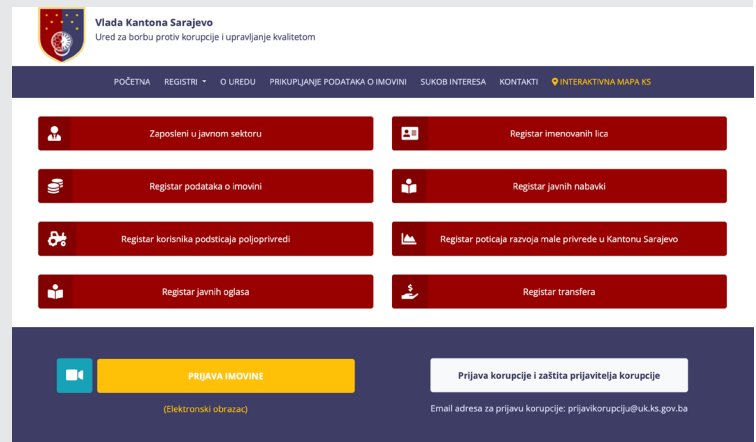 Vlada Kantona Sarajevo
Ured za borbu protiv korupcije i upravljanje kvalitetom
POČETNA REGISTRI O UREDU PRIKUPLJANJE PODATAKA O IMOVINI SUKOB INTERESA KONTAKTI INTERAKTIVNA MAPA KS
Zaposleni u javnom sektoru
Registar imenovanih lica
Registar podataka o imovini
Registar javnih nabavki
Registar korisnika podsticaja poljoprivredi
Registar poticaja razvoja male privrede u Kantonu Sarajevo
Registar javnih oglasa
Registar transfera
PRIJAVA IMOVINE
(Elektronski obrazac)
Prijava korupcije i zaštita prijavitelja korupcije
Email adresa za prijavu korupcije: prijavikorupciju@uk.ks.gov.ba